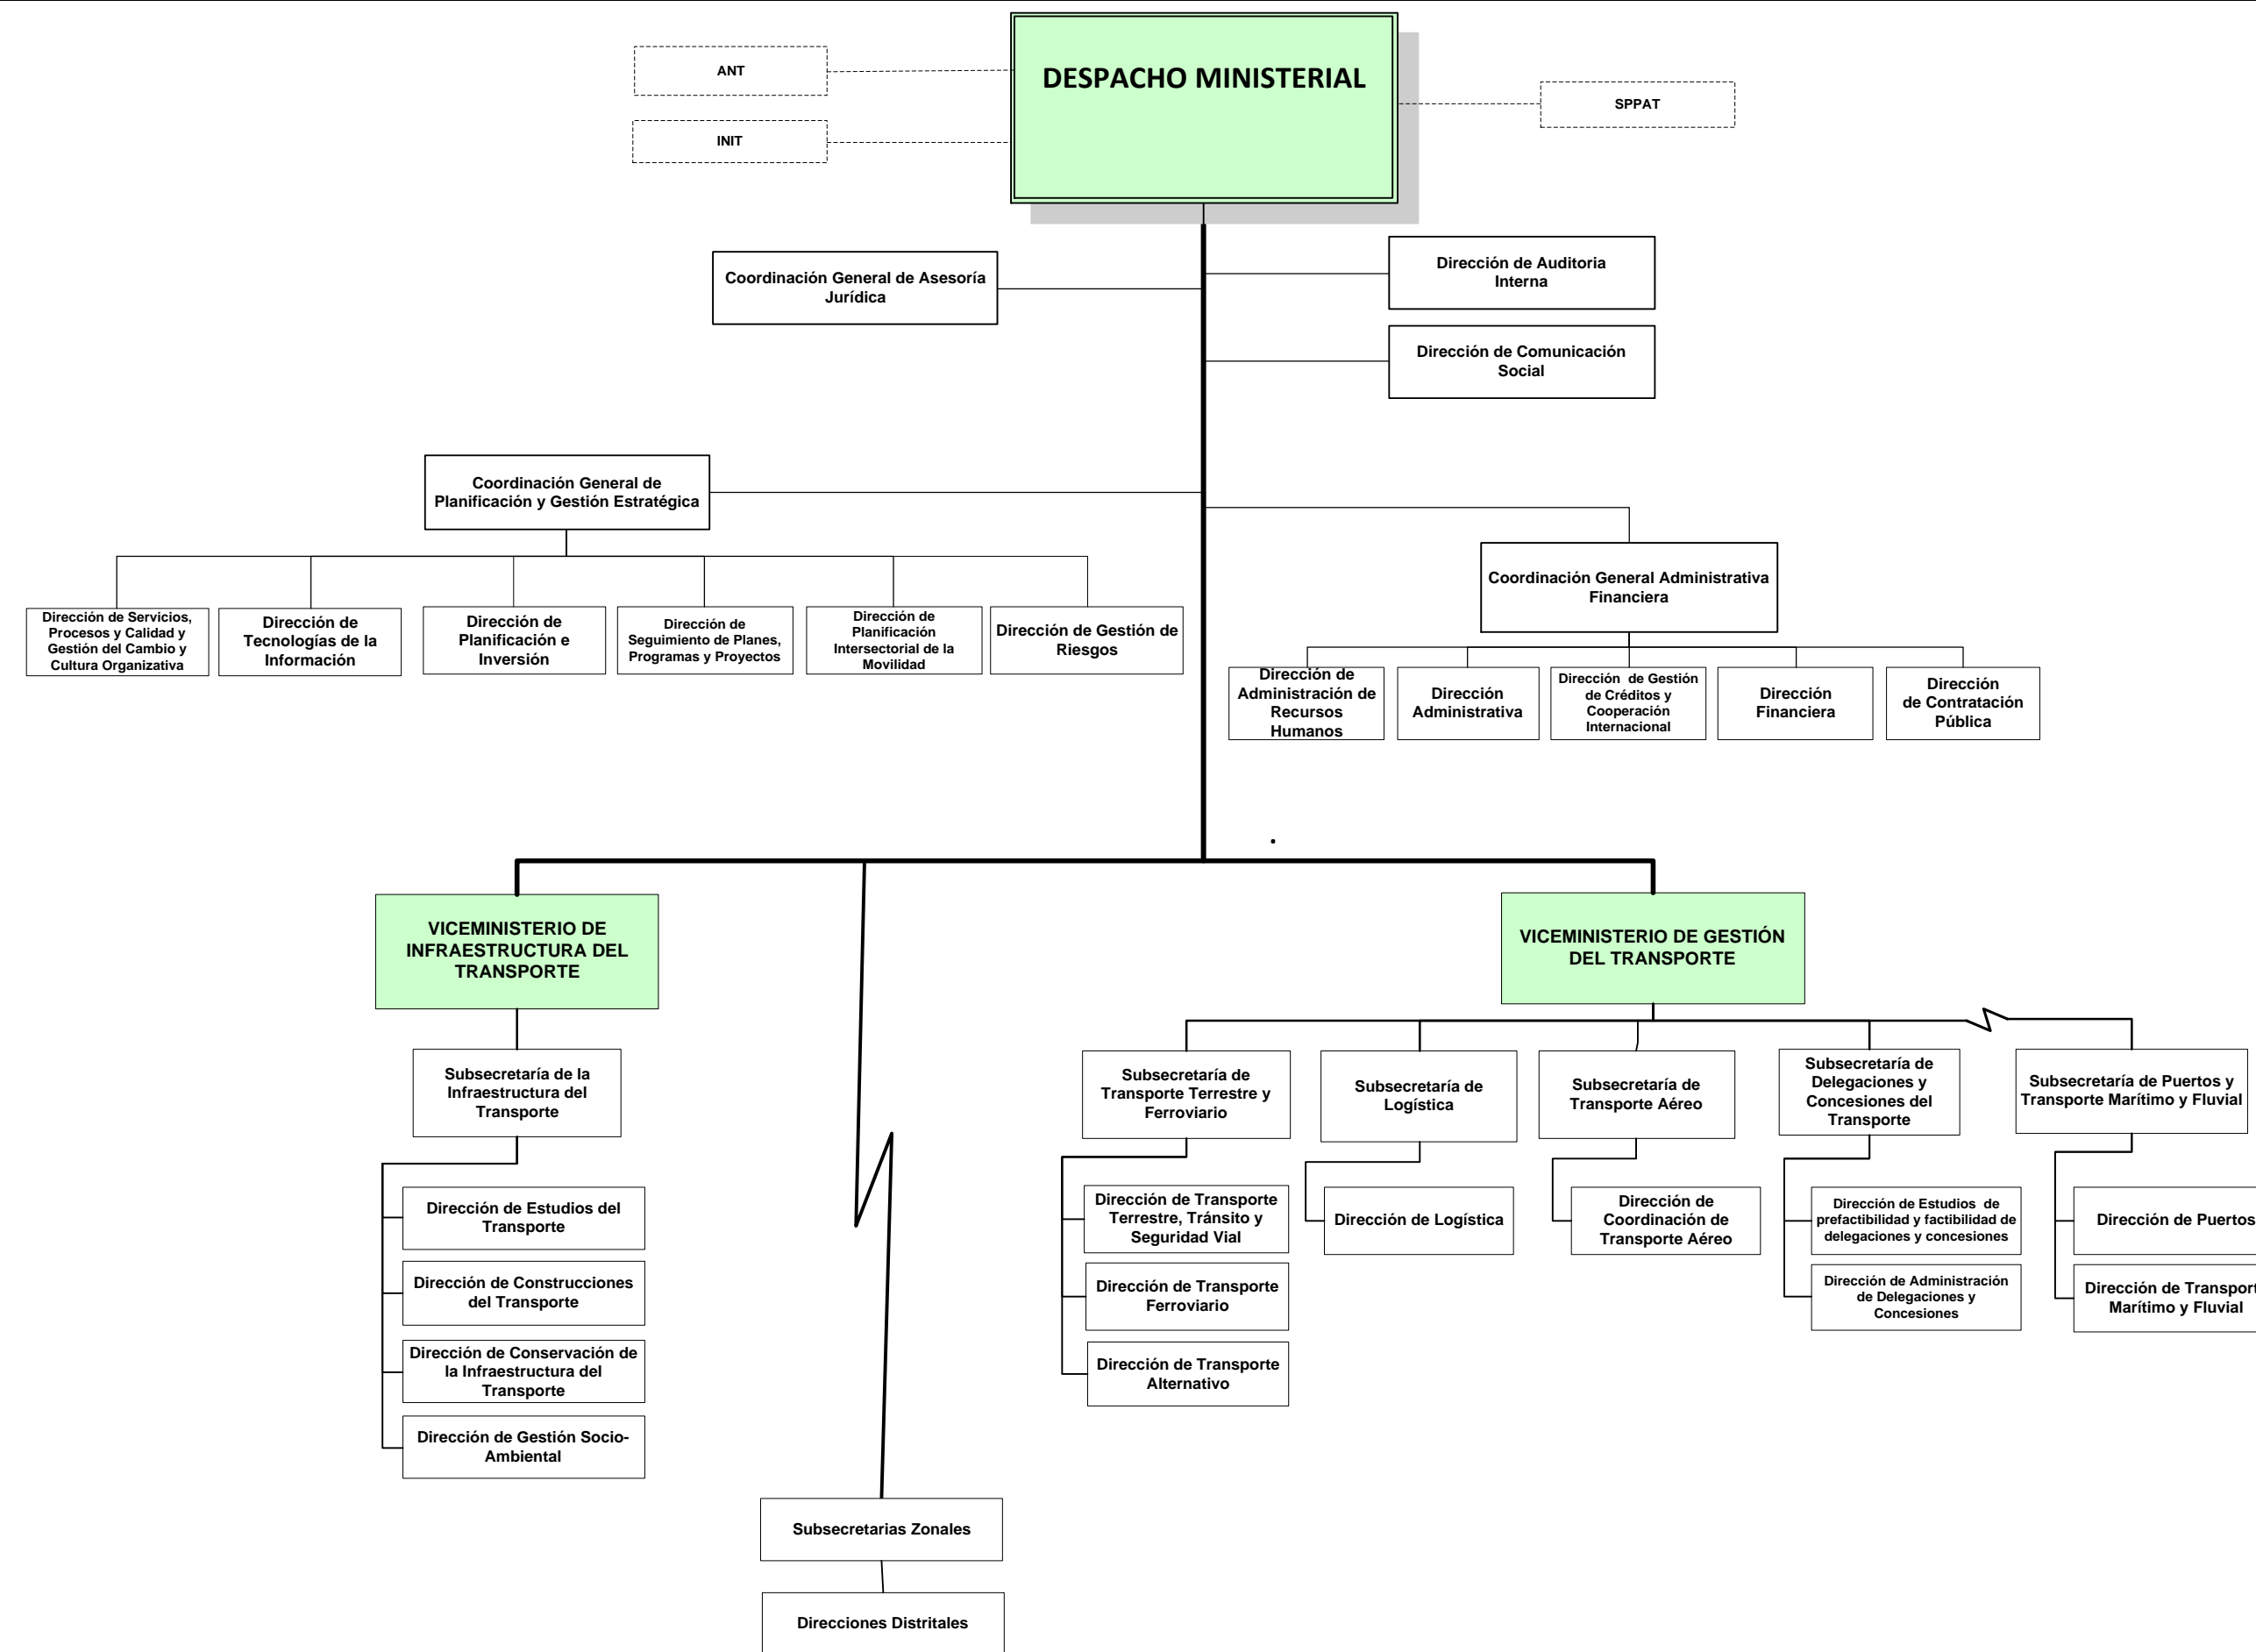 ANT
DESPACHO MINISTERIAL
SPPAT
INIT
Coordinación General de Asesoría
Jurídica
Dirección de Auditoria
Interna
Dirección de Comunicación
Social
Coordinación General de
Planificación y Gestión Estratégica
Coordinación General Administrativa
Financiera
Dirección de Servicios,
Procesos y Calidad y
Gestión del Cambio y
Cultura Organizativa
Dirección de
Tecnologías de la
Información
Dirección de
Planificación e
Inversión
Dirección de
Seguimiento de Planes,
Programas y Proyectos
Dirección de
Planificación
Intersectorial de la
Movilidad
Dirección de Gestión de
Riesgos
Dirección de
Administración de
Recursos
Humanos
Dirección
Administrativa
Dirección de Gestión
de Créditos y
Cooperación
Internacional
Dirección
Financiera
Dirección
de Contratación
Pública
.
VICEMINISTERIO DE
INFRAESTRUCTURA DEL
TRANSPORTE
VICEMINISTERIO DE GESTIÓN
DEL TRANSPORTE
Subsecretaría de la
Infraestructura del
Transporte
Dirección de Estudios del
Transporte
Dirección de Construcciones
del Transporte
Dirección de Conservación de
la Infraestructura del
Transporte
Dirección de Gestión Socio-
Ambiental
Subsecretaría de
Transporte Terrestre y
Ferroviario
Subsecretaría de
Logística
Subsecretaría de
Transporte Aéreo
Subsecretaría de
Delegaciones y
Concesiones del
Transporte
Subsecretaría de Puertos y
Transporte Marítimo y Fluvial
Dirección de Transporte
Terrestre, Tránsito y
Seguridad Vial
Dirección de Transporte
Ferroviario
Dirección de Transporte
Alternativo
Dirección de Logística
Dirección de
Coordinación de
Transporte Aéreo
Dirección de Estudios de
prefactibilidad y factibilidad de
delegaciones y concesiones
Dirección de Administración
de Delegaciones y
Concesiones
Dirección de Puertos
Dirección de Transport
Marítimo y Fluvial
Subsecretarias Zonales
Direcciones Distritales